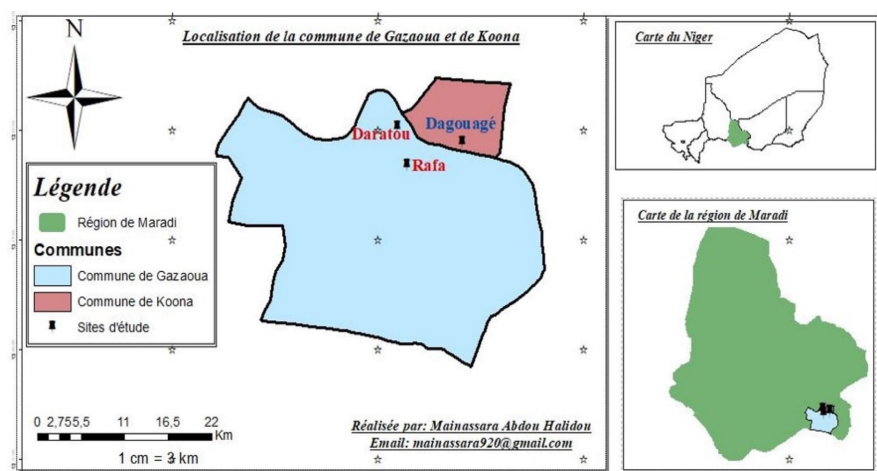 N
Localisation de la commune de Gazaoua et de Koona
Dagouagé
Daratou
Rafa
Légende
Région de Maradi
Communes
Commune de Gazaoua
Commune de Koona
Sites d'étude
0 2,755,5 11 16,5 22
Km
1 cm = 3 km
Réalisée par: Mainassara Abdou Halidou
Email: mainassara920@gmail.com
Carte du Niger
Carte de la région de Maradi